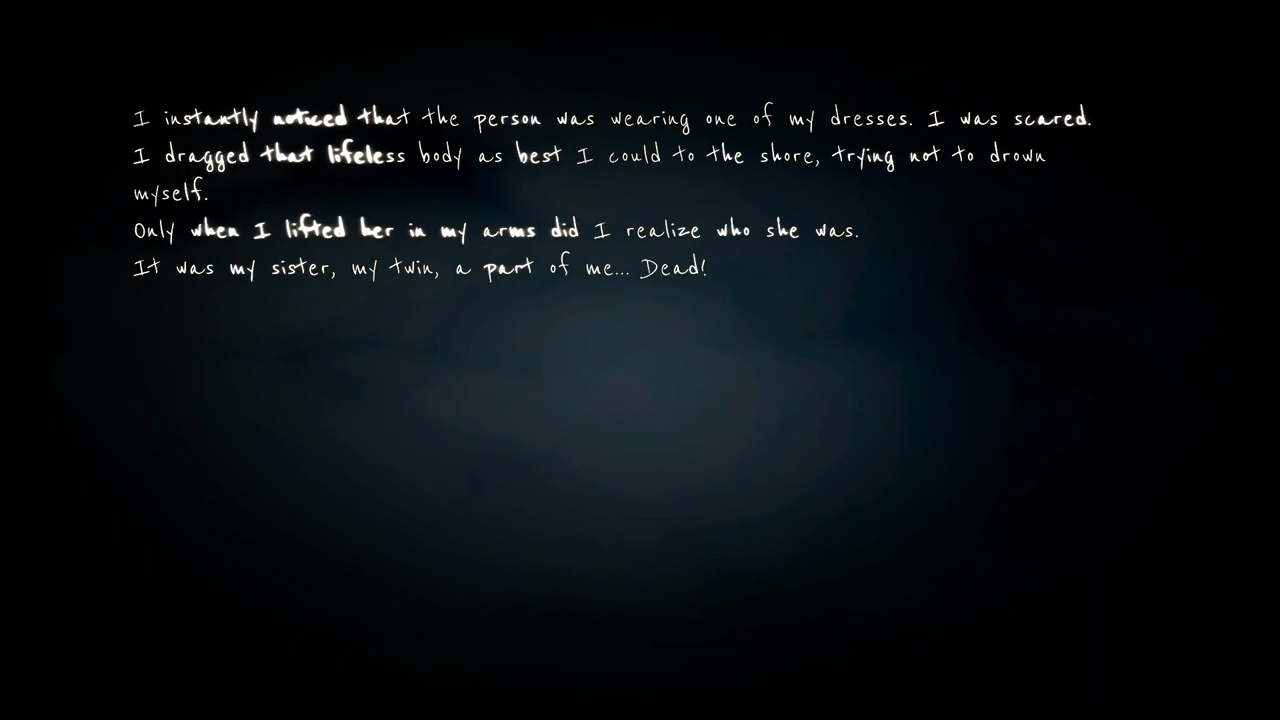 I instantly noticed that the person was wearing one of my dresses. I was scared.
I dragged that lifeless body as best I could to the shore, trying not to drown
myself.
Only when I lifted her in my arms did I realize who she was.
It was my sister, my twin, a part of me... Dead!